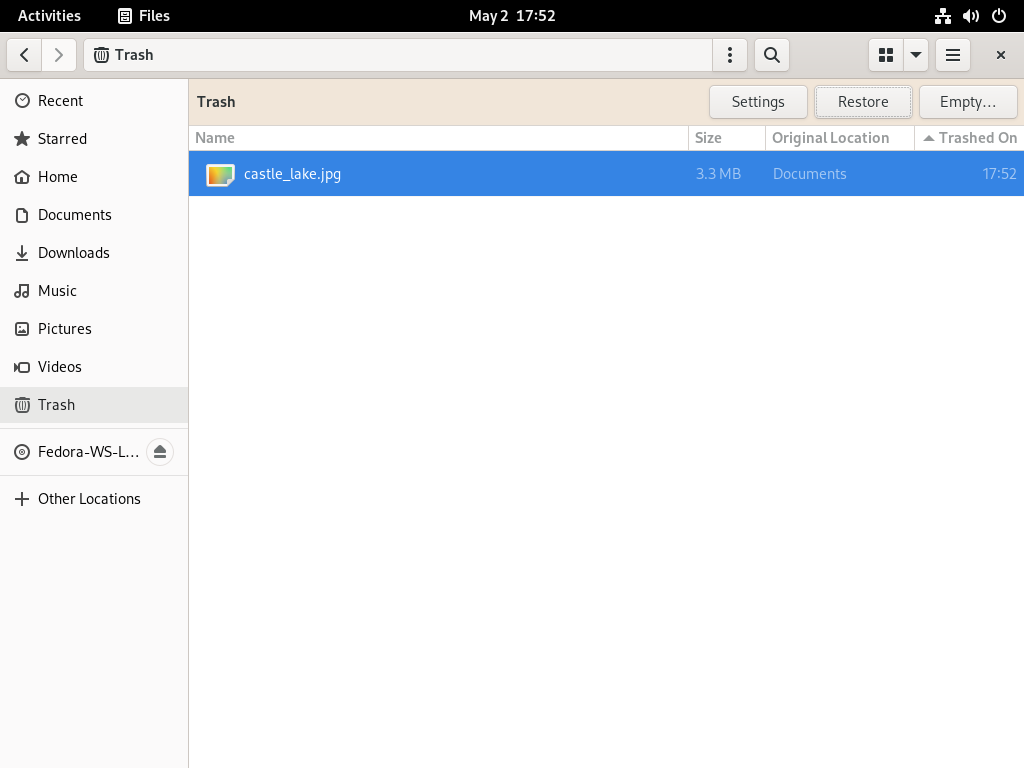 Activities Files May 2 17:52
Trash
Recent
Starred
Home
Documents
Downloads
Music
Pictures
Videos
Trash
Fedora-WS-L…
Other Locations
Trash Settings Restore Empty…
Name Size Original Location Trashed On
castle_lake.jpg 3.3 MB Documents 17:52